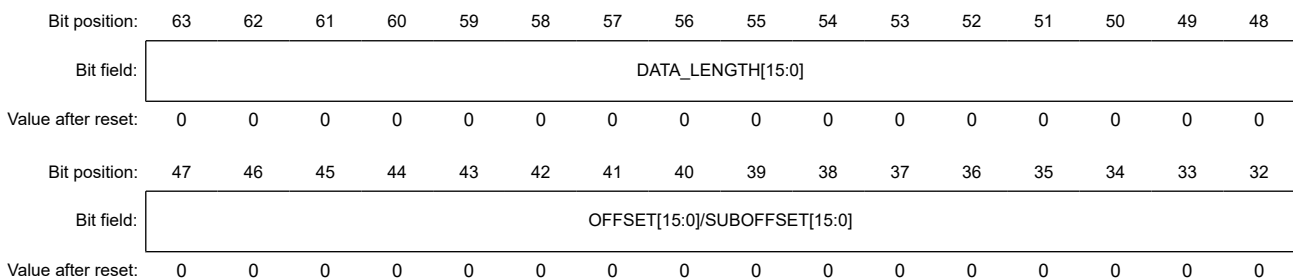 Bit position: 63 62 61 60 59 58 57 56 55 54 53 52 51 50 49 48
Bit field: DATA_LENGTH[15:0]
Value after reset: 0 0 0 0 0 0 0 0 0 0 0 0 0 0 0 0
Bit position: 47 46 45 44 43 42 41 40 39 38 37 36 35 34 33 32
Bit field: OFFSET[15:0]/SUBOFFSET[15:0]
Value after reset: 0 0 0 0 0 0 0 0 0 0 0 0 0 0 0 0